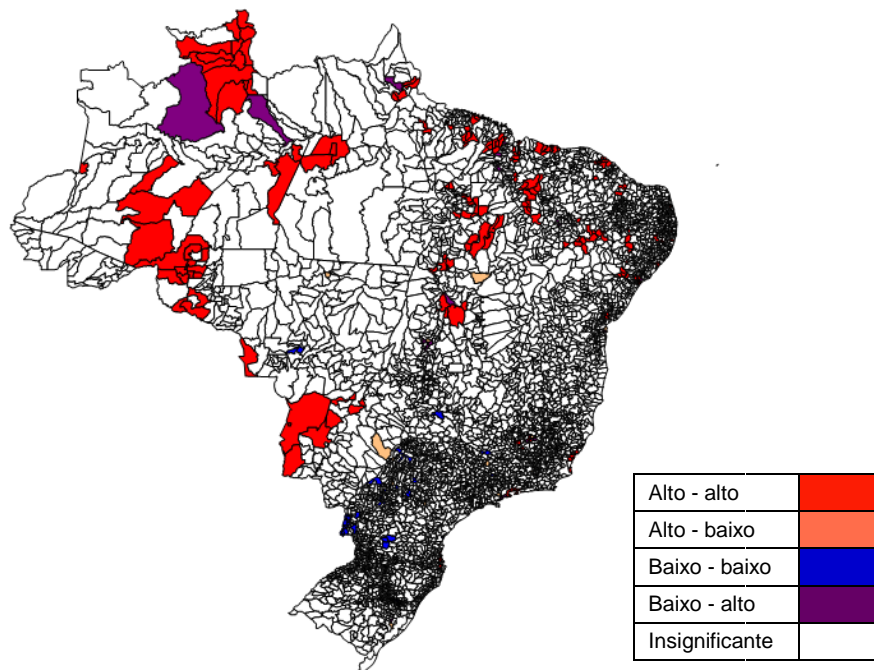 Alto - alto
Alto - baixo
Baixo - baixo
Baixo - alto
Insignificante